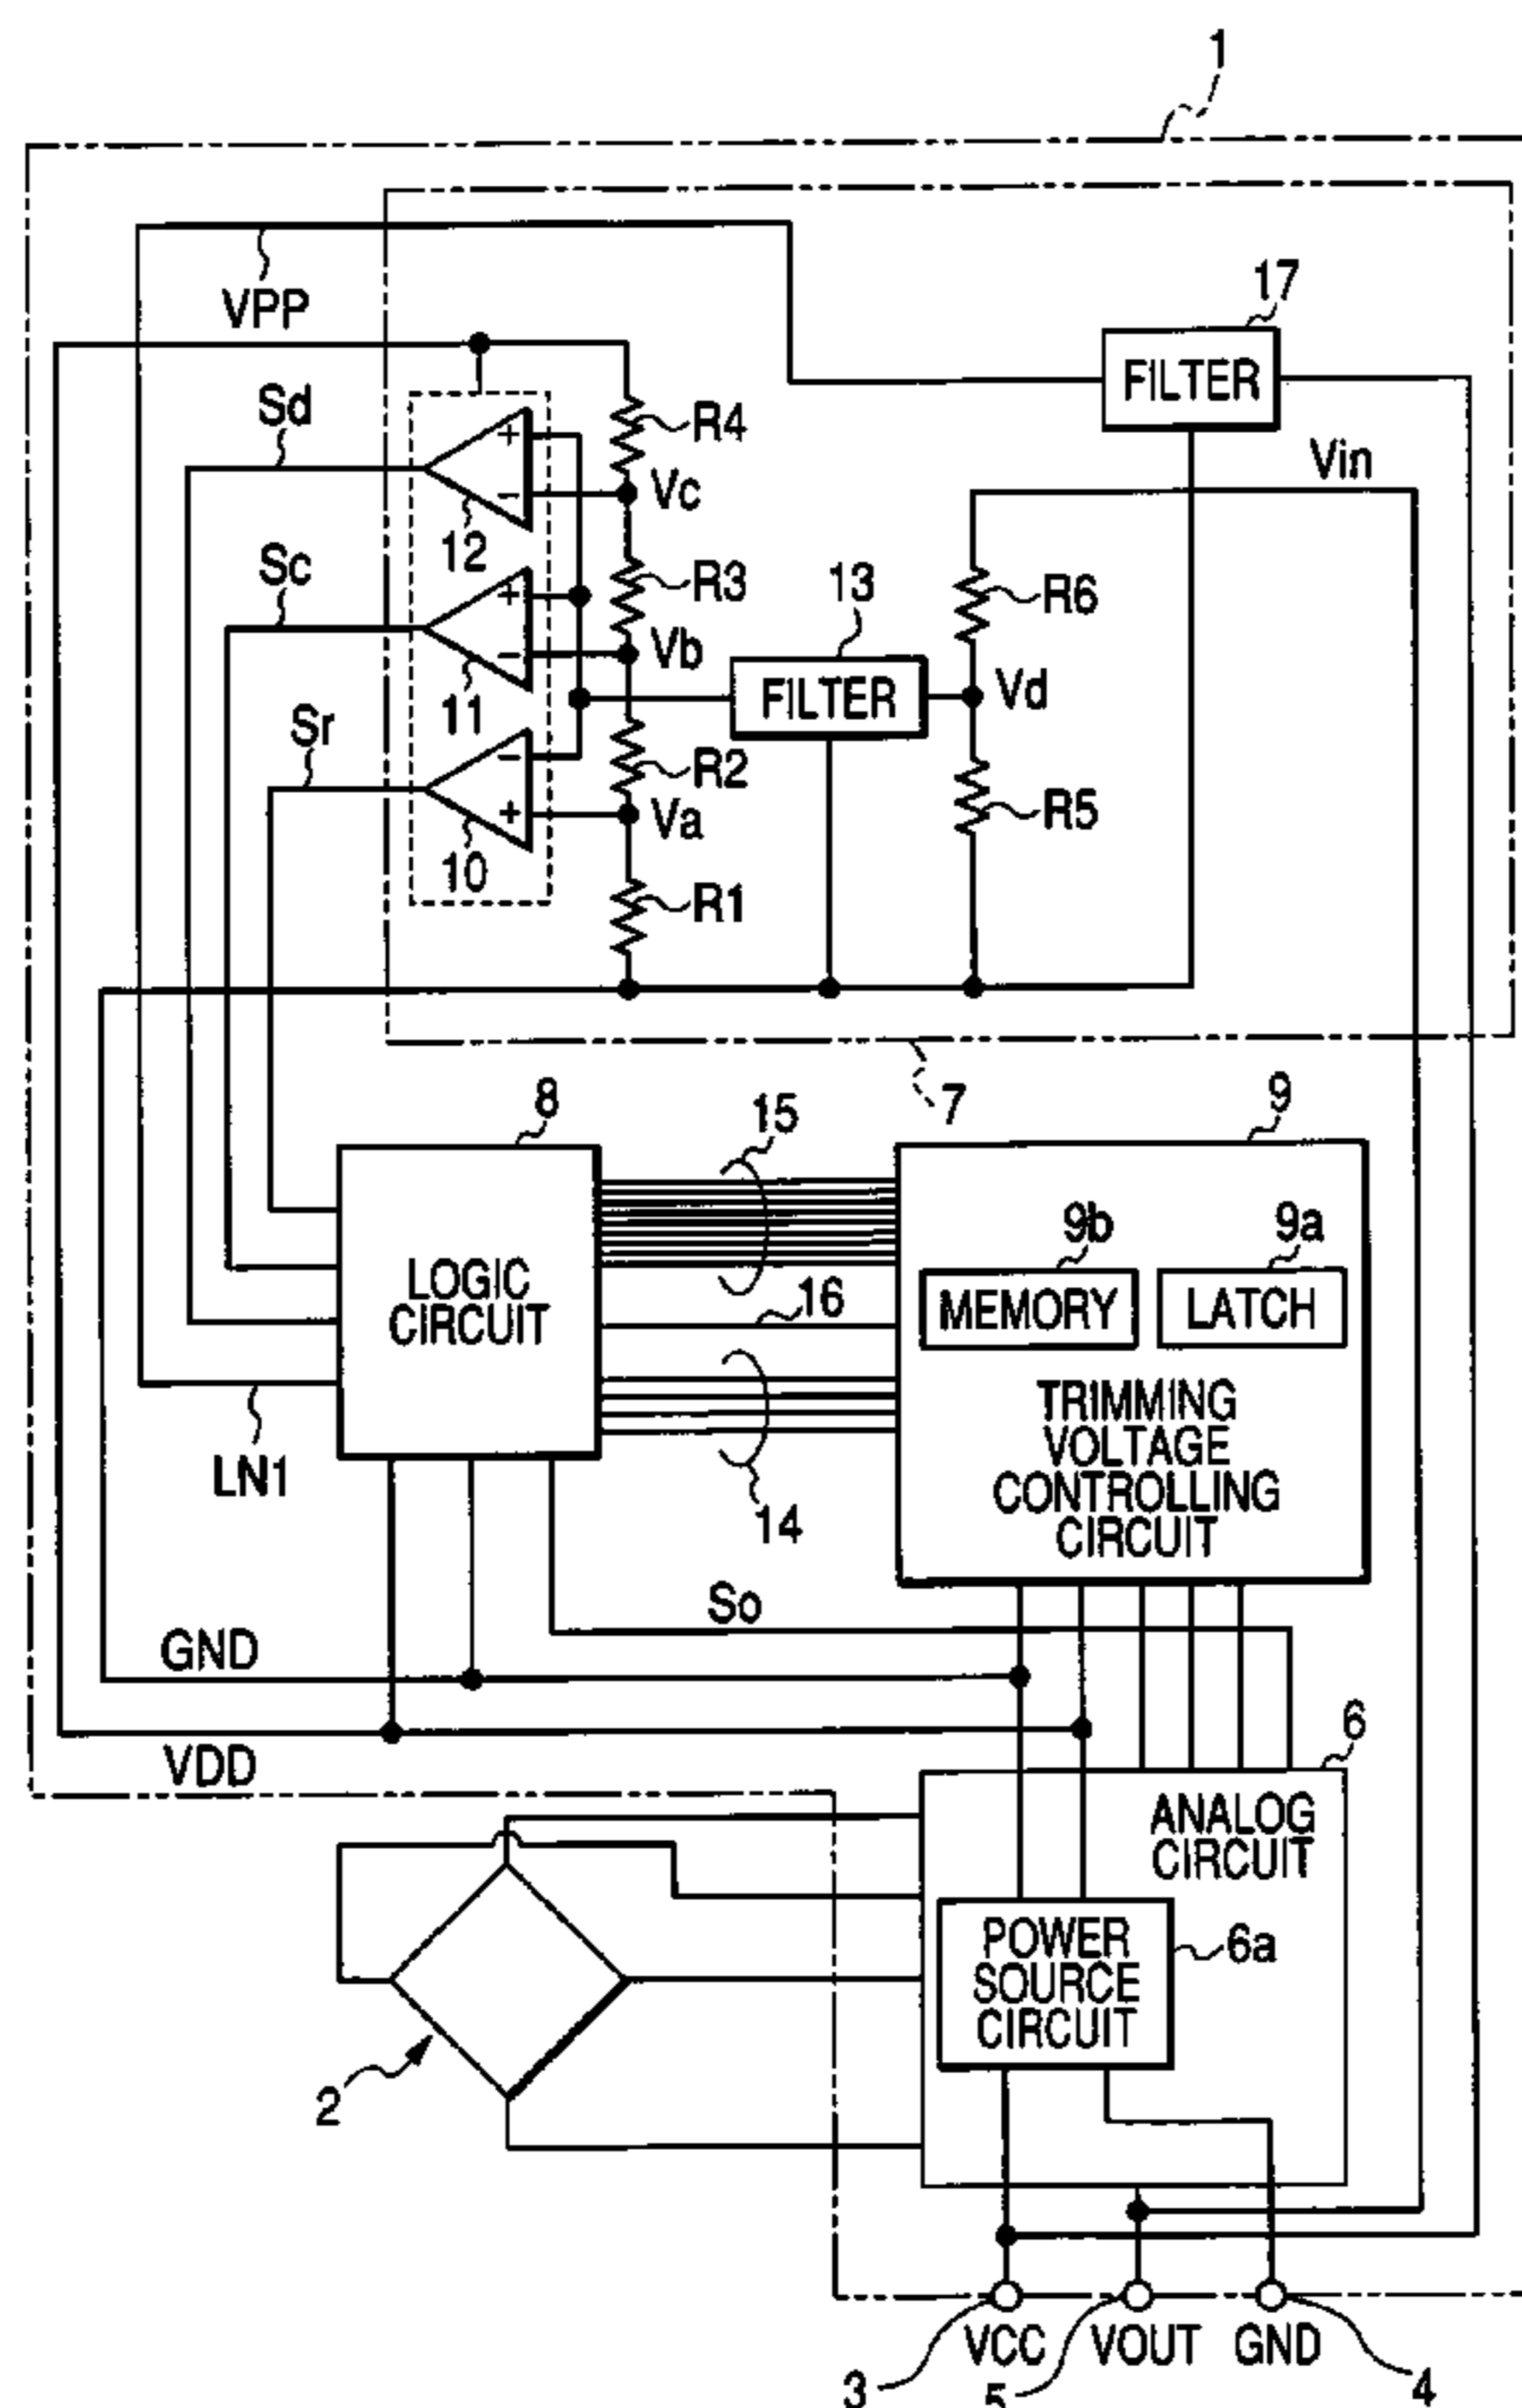 1
VPP
17
FILTER
Sd
R4
Vin
+
−
Vc
12
Sc
R3
13
R6
+
−
Vb
11
FILTER
Vd
Sr
−
R2
R5
+
Va
10
R1
7
8
15
9
9b
9a
LOGIC
CIRCUIT
16
MEMORY
LATCH
TRIMMING
VOLTAGE
CONTROLLING
CIRCUIT
LN1
14
So
GND
6
VDD
ANALOG
CIRCUIT
POWER
SOURCE
CIRCUIT
6a
2
VCC
VOUT
GND
3
5
4